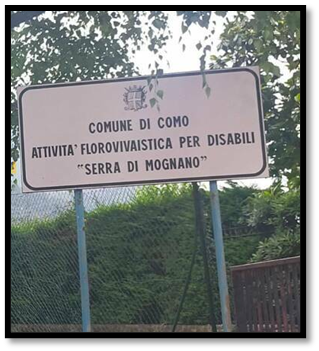 COMUNE DI COMO
ATTIVITA' FLOROVIVAISTICA PER DISABILI
"SERRA DI MOGNANO"